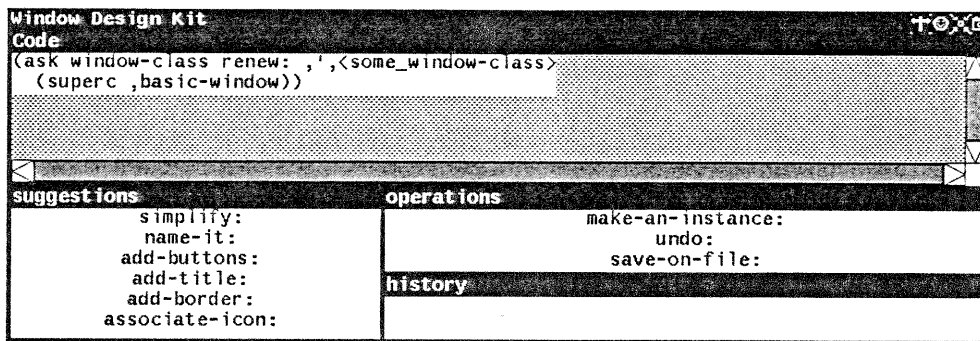 Window Design Kit
Code
(ask window-class renew: ,',<some_window-class>
(superc ,basic-window))
suggestions
simplify:
name-it:
add-buttons:
add-title:
add-border:
associate-icon:
operations
make-an-instance:
undo:
save-on-file:
history